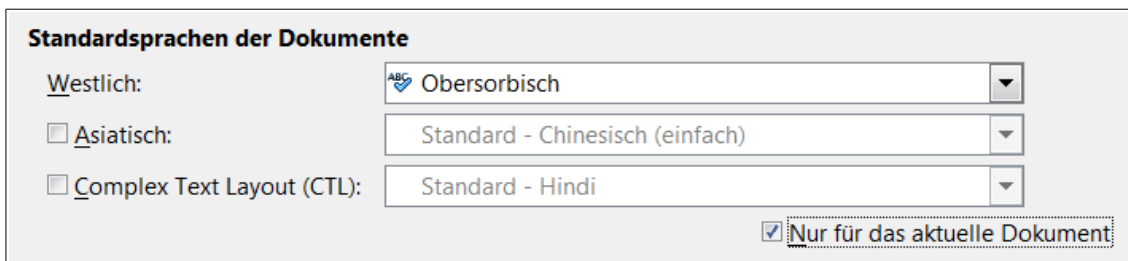 Standardsprachen der Dokumente
Westlich: ABC Obersorbisch
Asiatisch: Standard - Chinesisch (einfach)
Complex Text Layout (CTL): Standard - Hindi
Nur für das aktuelle Dokument